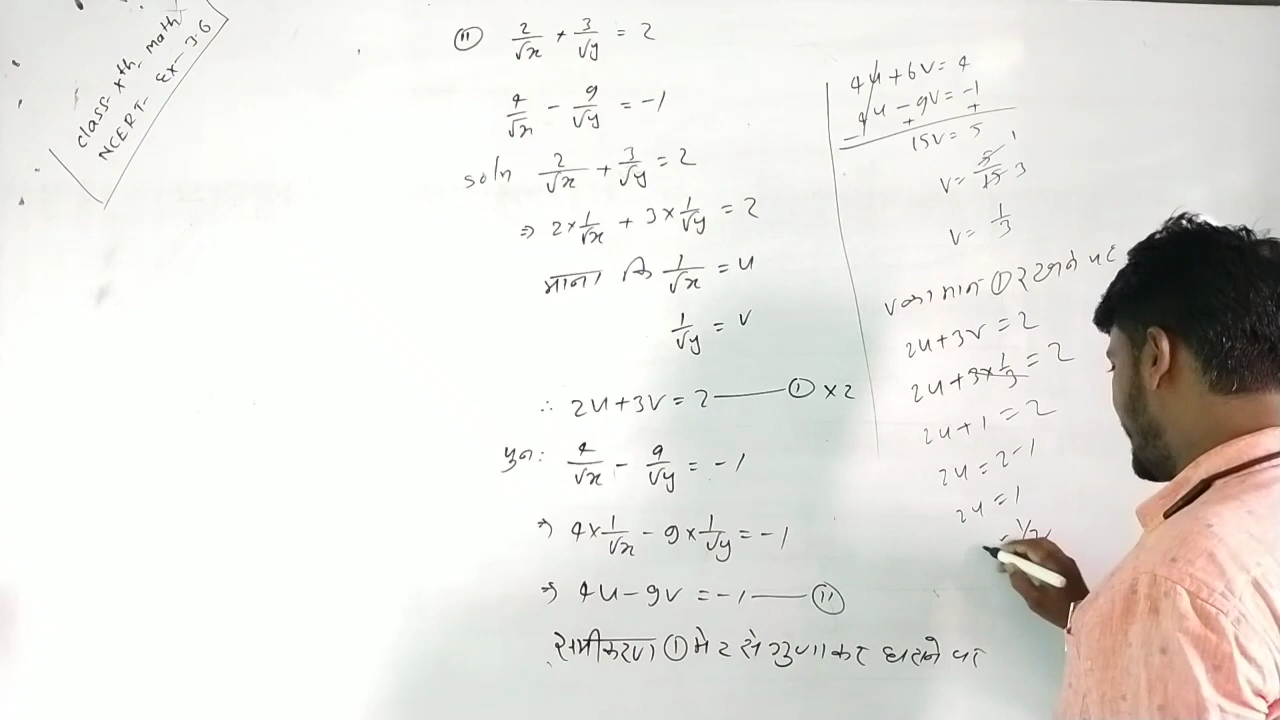 class- xth, math
NCERT- Ex-3.6
(ii) 2/√x + 3/√y = 2
4/√x - 9/√y = -1
soln 2/√x + 3/√y = 2
⇒ 2×1/√x + 3×1/√y = 2
माना कि 1/√x = u
1/√y = v
∴ 2u+3v = 2 —— (i) ×2
पुन: 4/√x - 9/√y = -1
⇒ 4×1/√x - 9×1/√y = -1
⇒ 4u-9v = -1 —— (ii)
समीकरण (i) मे 2 से गुणा कर घटाने पर
4u+6v = 4
4u-9v = -1
- + +
15v = 5
v = 5/15 1 3
v = 1/3
v का मान (i) मे रखने पर
2u+3v = 2
2u+3×1/3 = 2
2u+1 = 2
2u = 2-1
2u = 1
= 1/2